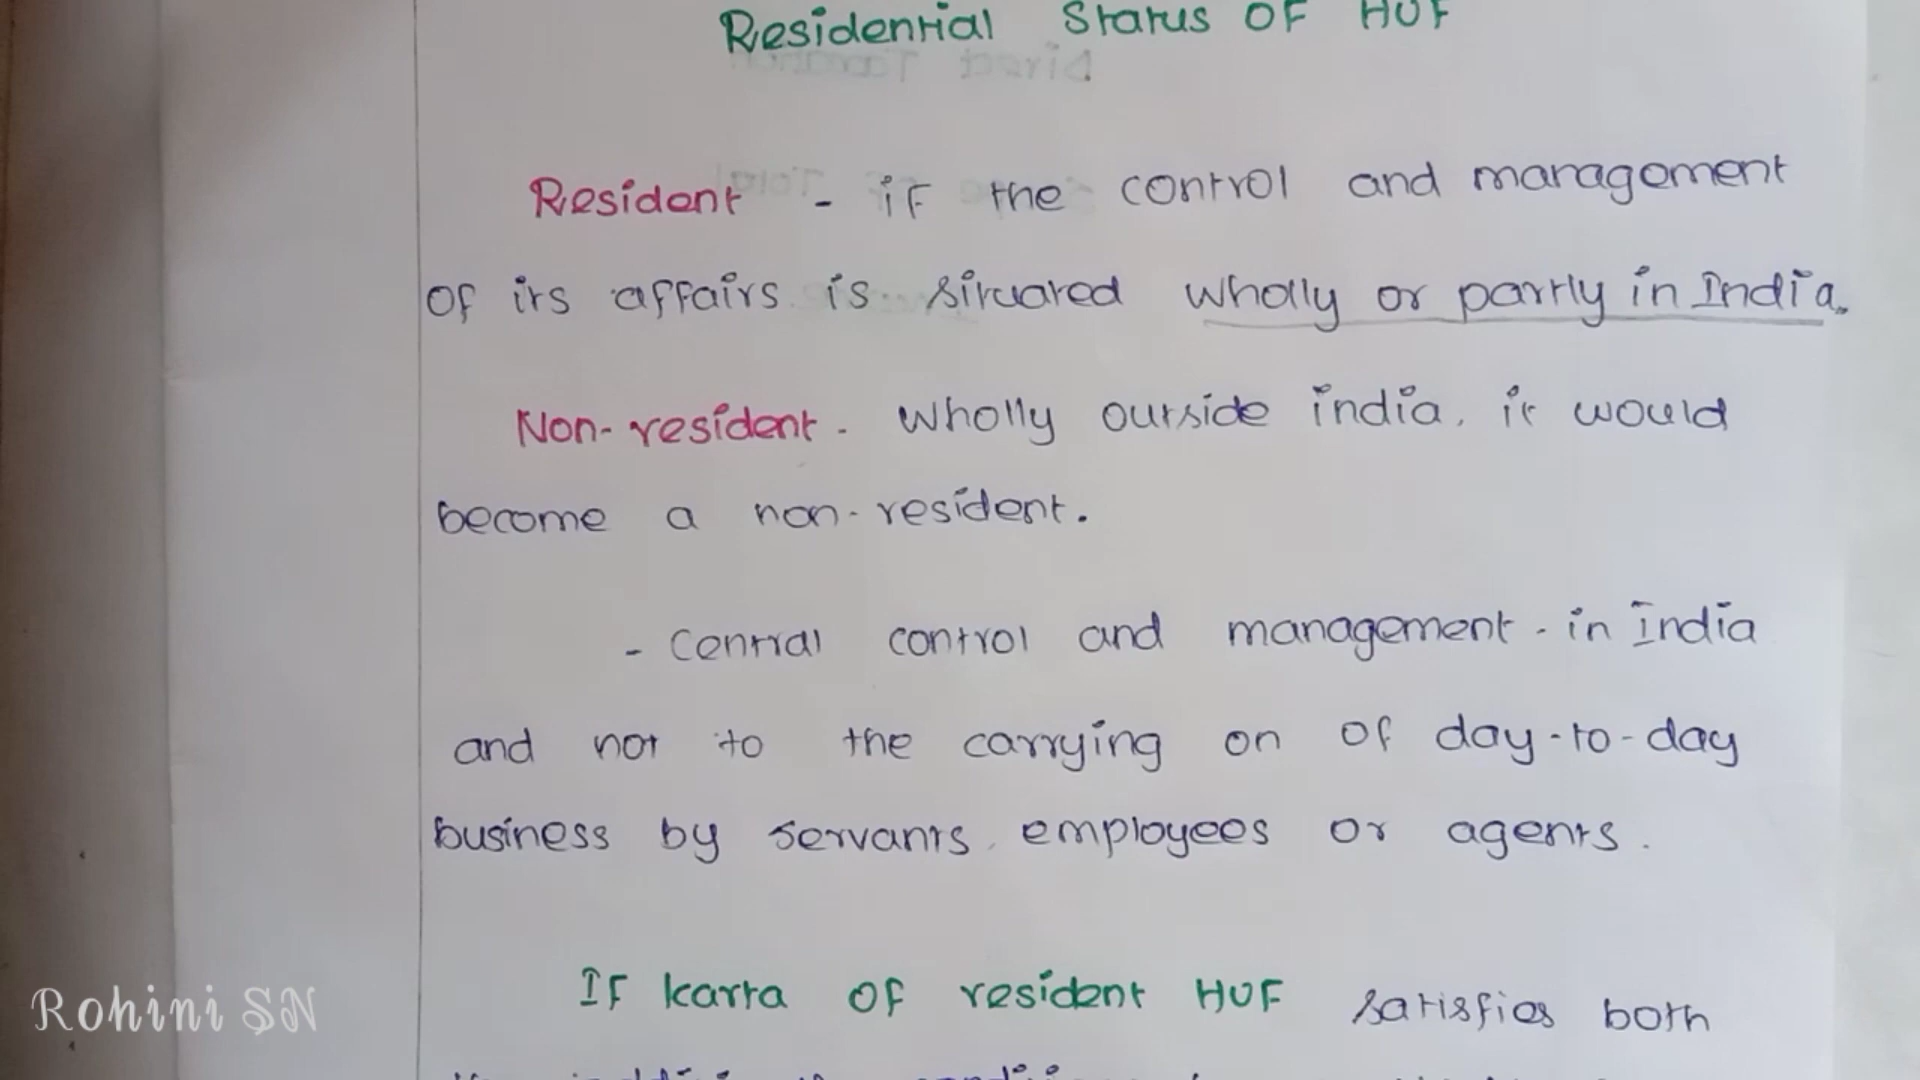 Residential Status OF HUF
Resident - if the control and management
of its affairs is situated wholly or partly in India.
Non-resident - Wholly outside india, it would
become a non-resident.
- Central control and management - in India
and not to the carrying on of day-to-day
business by servants, employees or agents.
If karta OF resident HUF satisfies both
Rohini SN